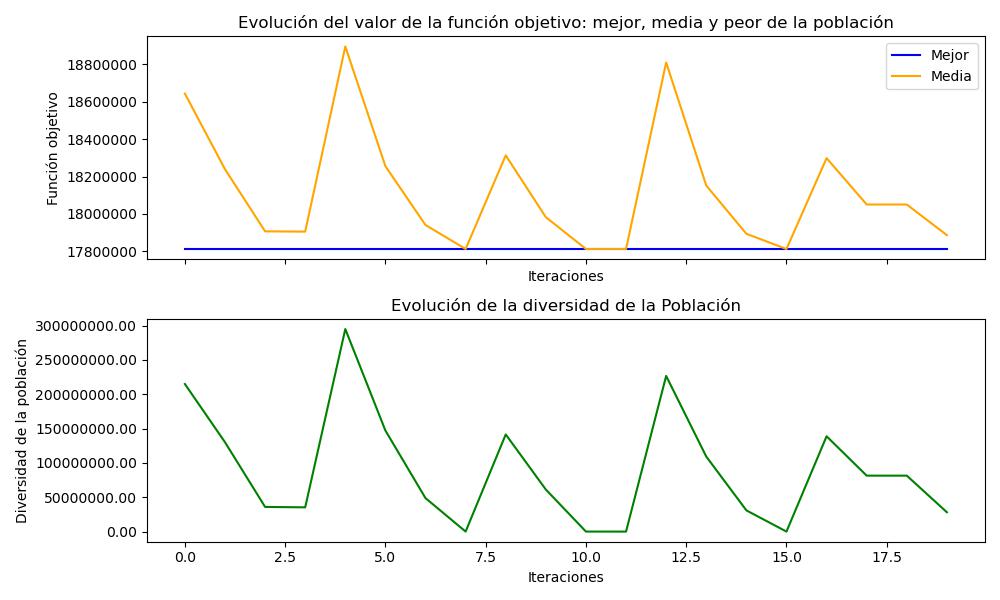 Evolución del valor de la función objetivo: mejor, media y peor de la población
Mejor
Media
18800000
18600000
18400000
18200000
18000000
17800000
Función objetivo
Iteraciones
Evolución de la diversidad de la Población
300000000.00
250000000.00
200000000.00
150000000.00
100000000.00
50000000.00
0.00
Diversidad de la población
0.0 2.5 5.0 7.5 10.0 12.5 15.0 17.5
Iteraciones